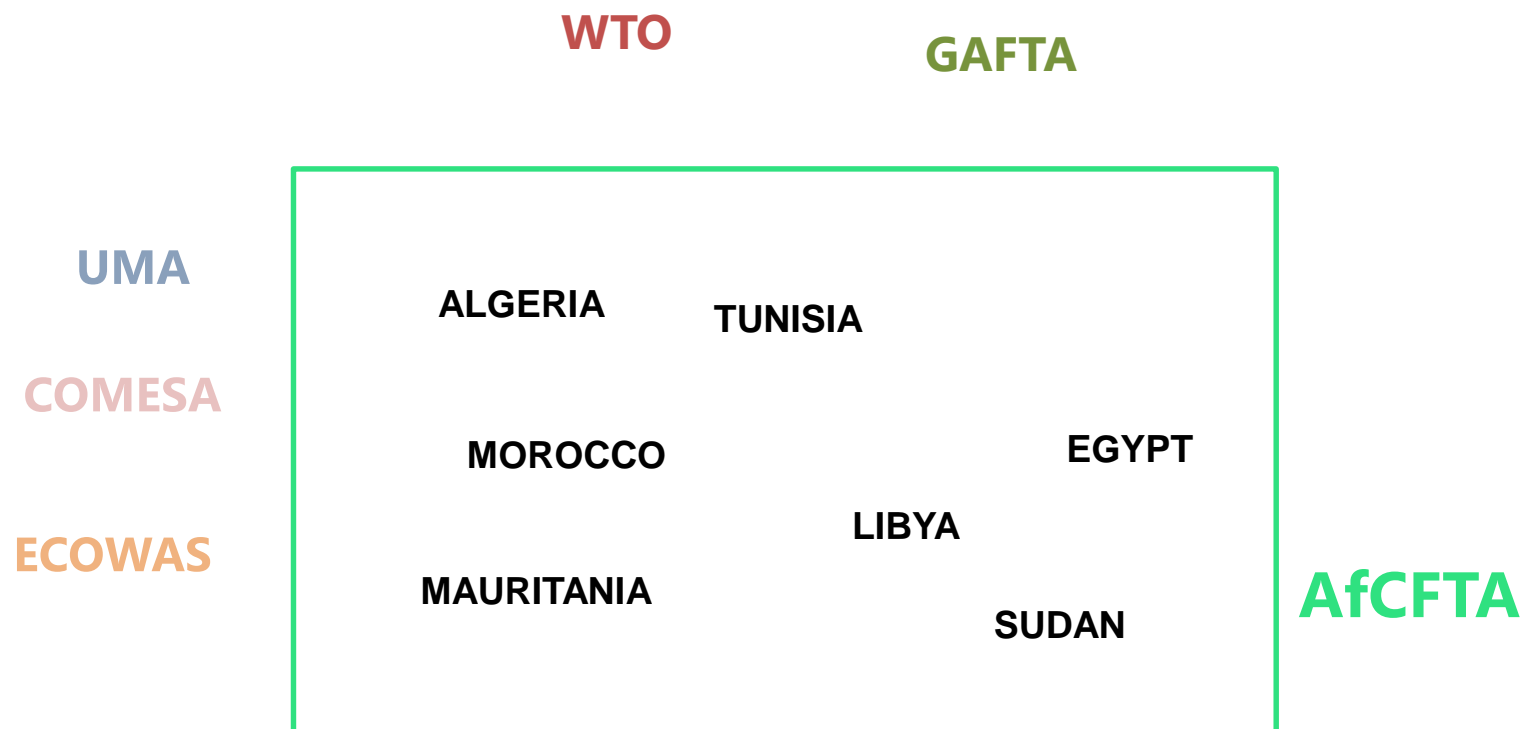 WTO
GAFTA
UMA
ALGERIA
TUNISIA
COMESA
MOROCCO
EGYPT
LIBYA
ECOWAS
MAURITANIA
AfCFTA
SUDAN